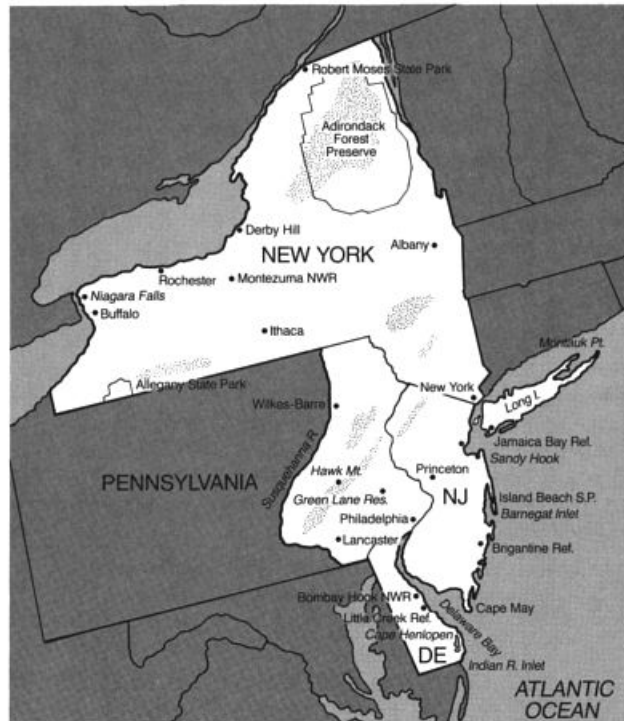 Robert Moses State Park
Adirondack
Forest
Preserve
Derby Hill
NEW YORK
Albany
Rochester
Montezuma NWR
Niagara Falls
Buffalo
Ithaca
Montauk Pt.
Allegany State Park
New York
Long I.
Wilkes-Barre
Jamaica Bay Ref.
Sandy Hook
Susquehanna R.
PENNSYLVANIA
Hawk Mt.
Princeton
Green Lane Res.
NJ
Island Beach S.P.
Barnegat Inlet
Philadelphia
Lancaster
Brigantine Ref.
Bombay Hook NWR
Cape May
Little Creek Ref.
Delaware Bay
Cape Henlopen
DE
Indian R. Inlet
ATLANTIC
OCEAN